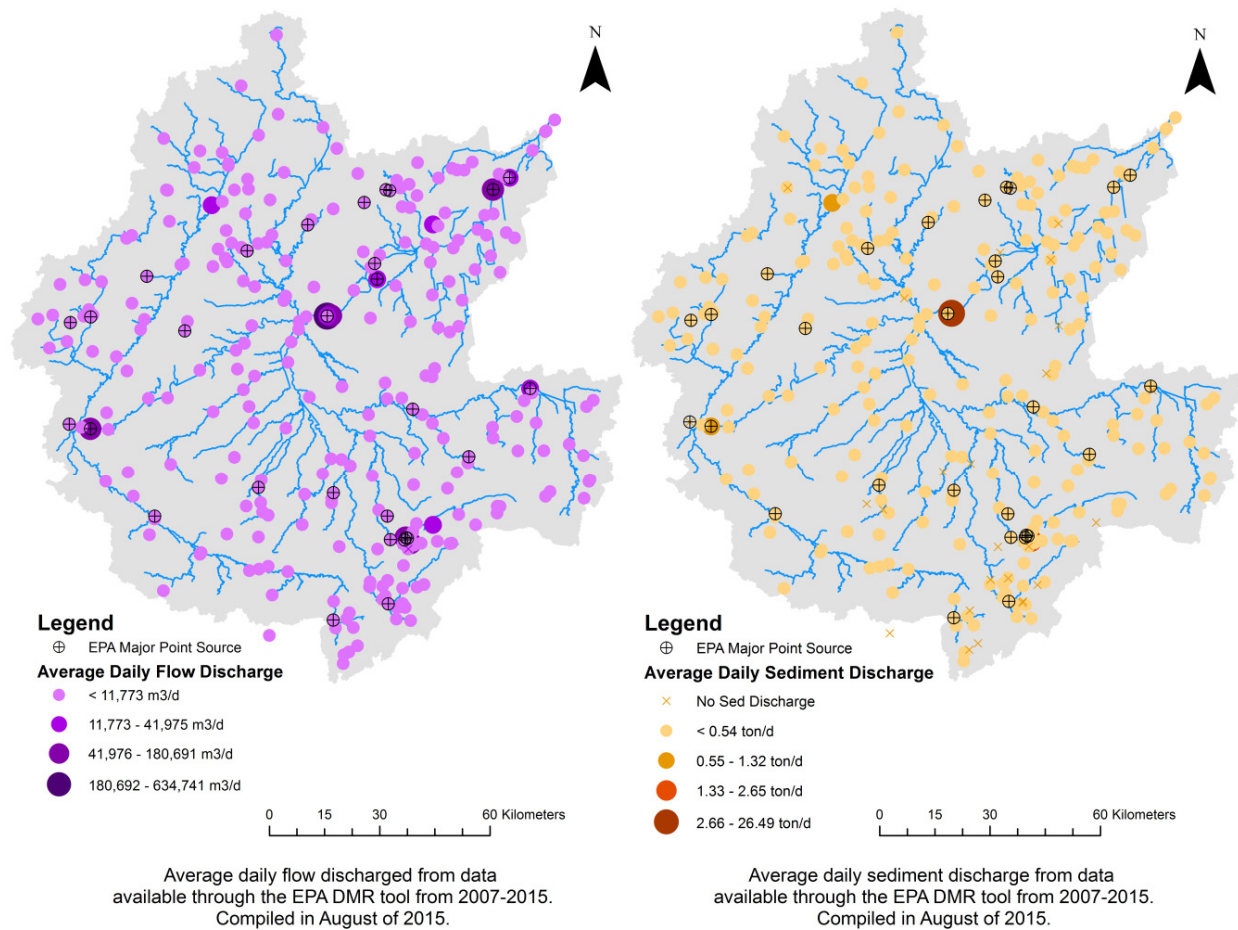 N
Legend
EPA Major Point Source
Average Daily Flow Discharge
< 11,773 m3/d
11,773 - 41,975 m3/d
41,976 - 180,691 m3/d
180,692 - 634,741 m3/d
0 15 30 60 Kilometers
Average daily flow discharged from data
available through the EPA DMR tool from 2007-2015.
Compiled in August of 2015.
N
Legend
EPA Major Point Source
Average Daily Sediment Discharge
No Sed Discharge
< 0.54 ton/d
0.55 - 1.32 ton/d
1.33 - 2.65 ton/d
2.66 - 26.49 ton/d
0 15 30 60 Kilometers
Average daily sediment discharge from data
available through the EPA DMR tool from 2007-2015.
Compiled in August of 2015.